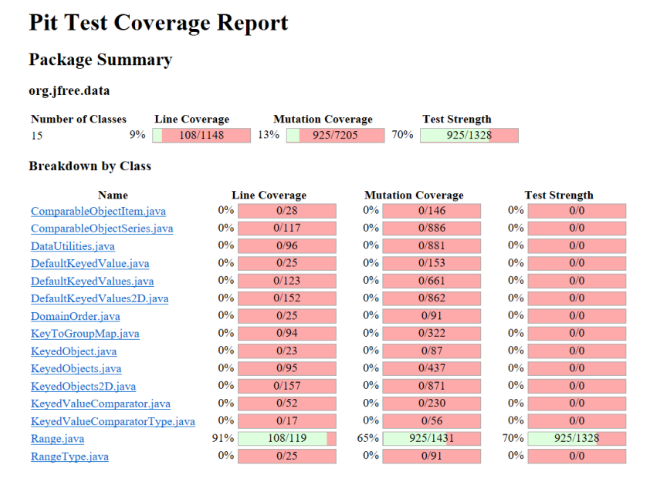 Pit Test Coverage Report
Package Summary
org.jfree.data
Number of Classes Line Coverage Mutation Coverage Test Strength
15 9% 108/1148 13% 925/7205 70% 925/1328
Breakdown by Class
Name Line Coverage Mutation Coverage Test Strength
ComparableObjectItem.java 0% 0/28 0% 0/146 0% 0/0
ComparableObjectSeries.java 0% 0/117 0% 0/886 0% 0/0
DataUtilities.java 0% 0/96 0% 0/881 0% 0/0
DefaultKeyedValue.java 0% 0/25 0% 0/153 0% 0/0
DefaultKeyedValues.java 0% 0/123 0% 0/661 0% 0/0
DefaultKeyedValues2D.java 0% 0/152 0% 0/862 0% 0/0
DomainOrder.java 0% 0/25 0% 0/91 0% 0/0
KeyToGroupMap.java 0% 0/94 0% 0/322 0% 0/0
KeyedObject.java 0% 0/23 0% 0/87 0% 0/0
KeyedObjects.java 0% 0/95 0% 0/437 0% 0/0
KeyedObjects2D.java 0% 0/157 0% 0/871 0% 0/0
KeyedValueComparator.java 0% 0/52 0% 0/230 0% 0/0
KeyedValueComparatorType.java 0% 0/17 0% 0/56 0% 0/0
Range.java 91% 108/119 65% 925/1431 70% 925/1328
RangeType.java 0% 0/25 0% 0/91 0% 0/0